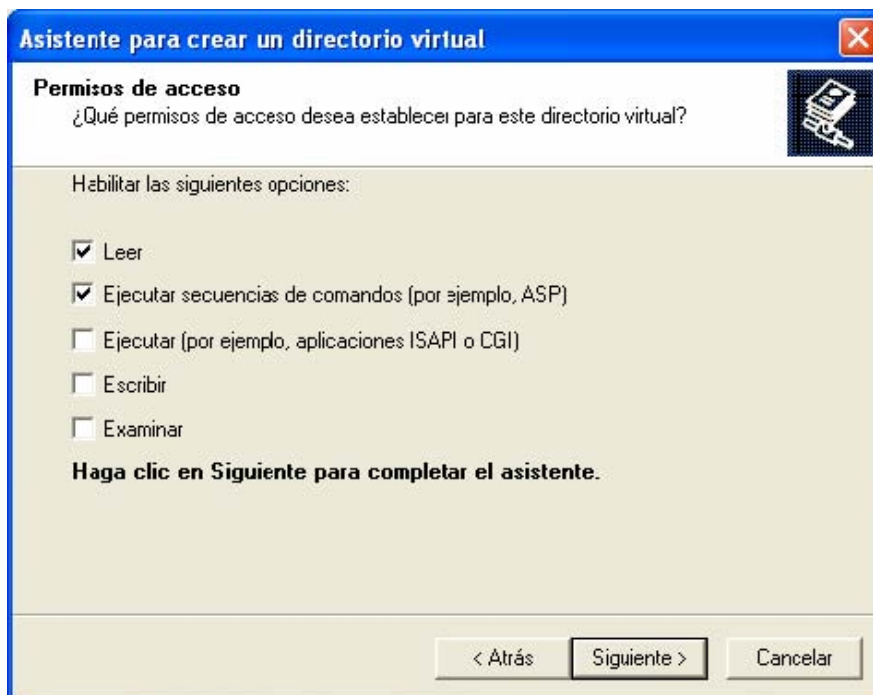 Asistente para crear un directorio virtual
Permisos de acceso
¿Qué permisos de acceso desea establecer para este directorio virtual?
Habilitar las siguientes opciones:
Leer
Ejecutar secuencias de comandos (por ejemplo, ASP)
Ejecutar (por ejemplo, aplicaciones ISAPI o CGI)
Escribir
Examinar
Haga clic en Siguiente para completar el asistente.
< Atrás
Siguiente >
Cancelar